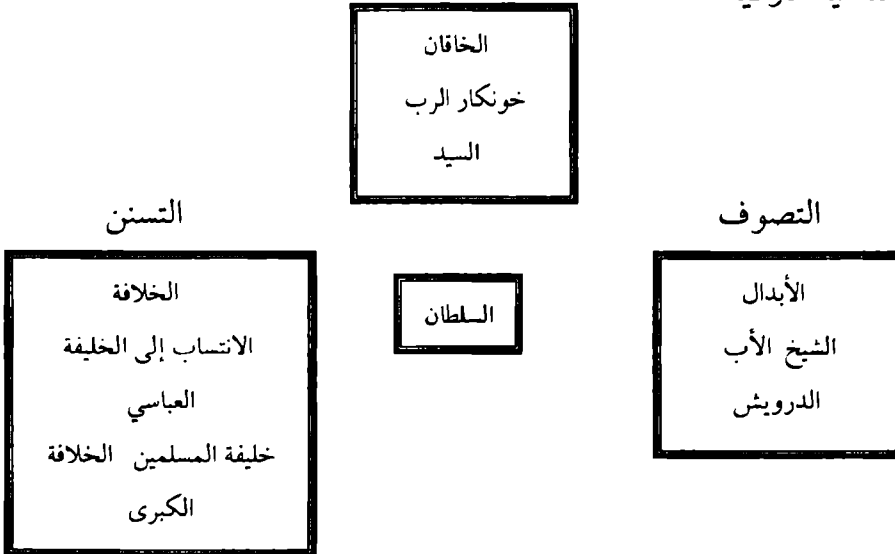 الخاقان
خونكار الرب
السيد
التصوف
الأبدال
الشيخ الأب
الدرويش
السلطان
التسنن
الخلافة
الانتساب إلى الخليفة
العباسي
خليفة المسلمين الخلافة
الكبرى